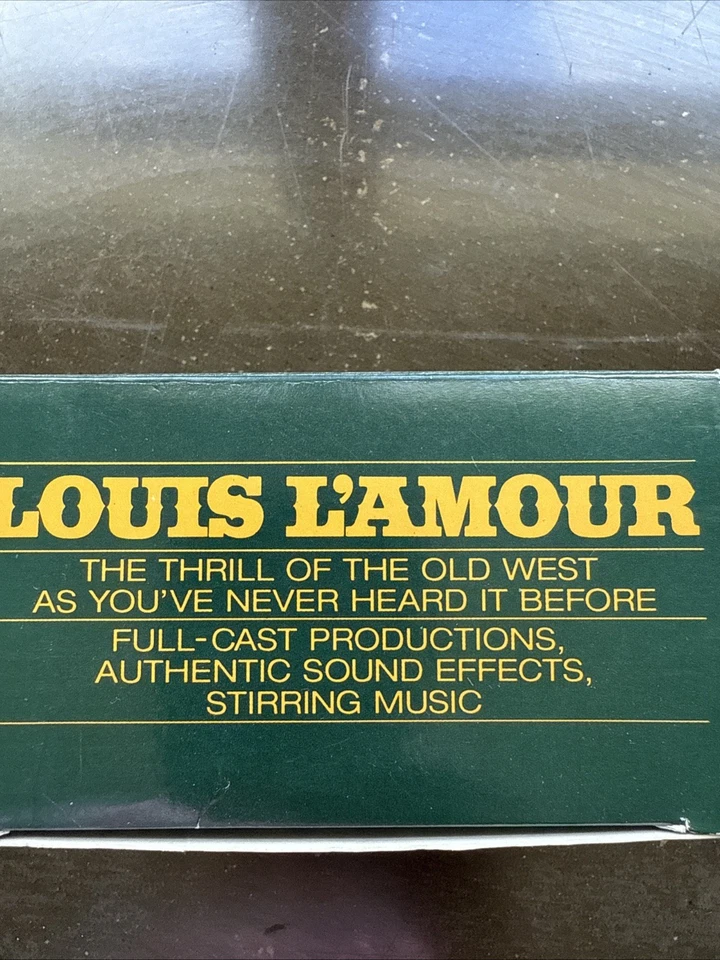 LOUIS L'AMOUR
THE THRILL OF THE OLD WEST
AS YOU'VE NEVER HEARD IT BEFORE
FULL-CAST PRODUCTIONS,
AUTHENTIC SOUND EFFECTS,
STIRRING MUSIC